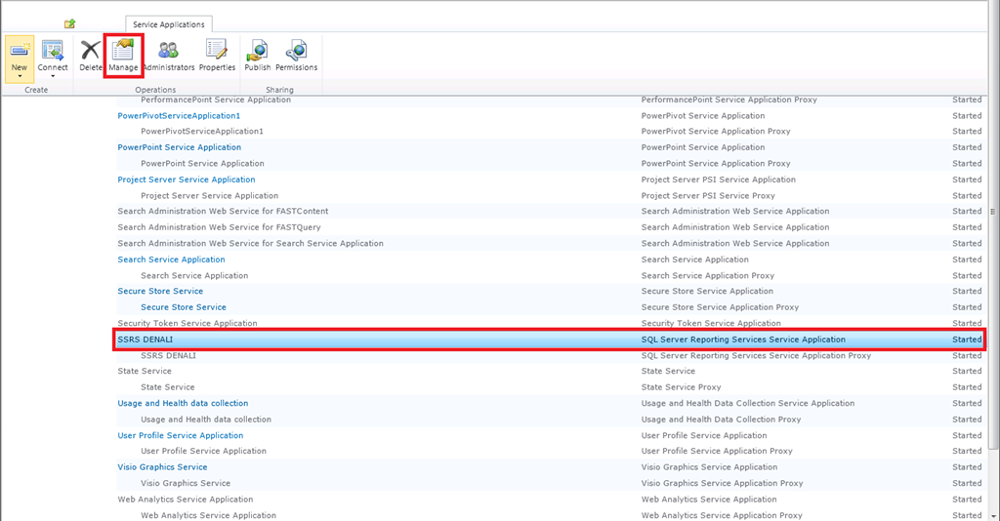 Service Applications
New Connect Delete Manage Administrators Properties Publish Permissions
Create Operations Sharing
PerformancePoint Service Application PerformancePoint Service Application Proxy Started
PowerPivotServiceApplication1 PowerPivot Service Application Started
PowerPivotServiceApplication1 PowerPivot Service Application Proxy Started
PowerPoint Service Application PowerPoint Service Application Started
PowerPoint Service Application PowerPoint Service Application Proxy Started
Project Server Service Application Project Server PSI Service Application Started
Project Server Service Application Project Server PSI Service Proxy Started
Search Administration Web Service for FASTContent Search Administration Web Service Application Started
Search Administration Web Service for FASTQuery Search Administration Web Service Application Started
Search Administration Web Service for Search Service Application Search Administration Web Service Application Started
Search Service Application Search Service Application Started
Search Service Application Search Service Application Proxy Started
Secure Store Service Secure Store Service Application Started
Secure Store Service Secure Store Service Application Proxy Started
Security Token Service Application Security Token Service Application Started
SSRS DENALI SQL Server Reporting Services Service Application Started
SSRS DENALI SQL Server Reporting Services Service Application Proxy Started
State Service State Service Started
State Service State Service Proxy Started
Usage and Health data collection Usage and Health Data Collection Service Application Started
Usage and Health data collection Usage and Health Data Collection Proxy Started
User Profile Service Application User Profile Service Application Started
User Profile Service Application User Profile Service Application Proxy Started
Visio Graphics Service Visio Graphics Service Application Started
Visio Graphics Service Visio Graphics Service Application Proxy Started
Web Analytics Service Application Web Analytics Service Application Started
Web Analytics Service Application Web Analytics Service Application Proxy Started